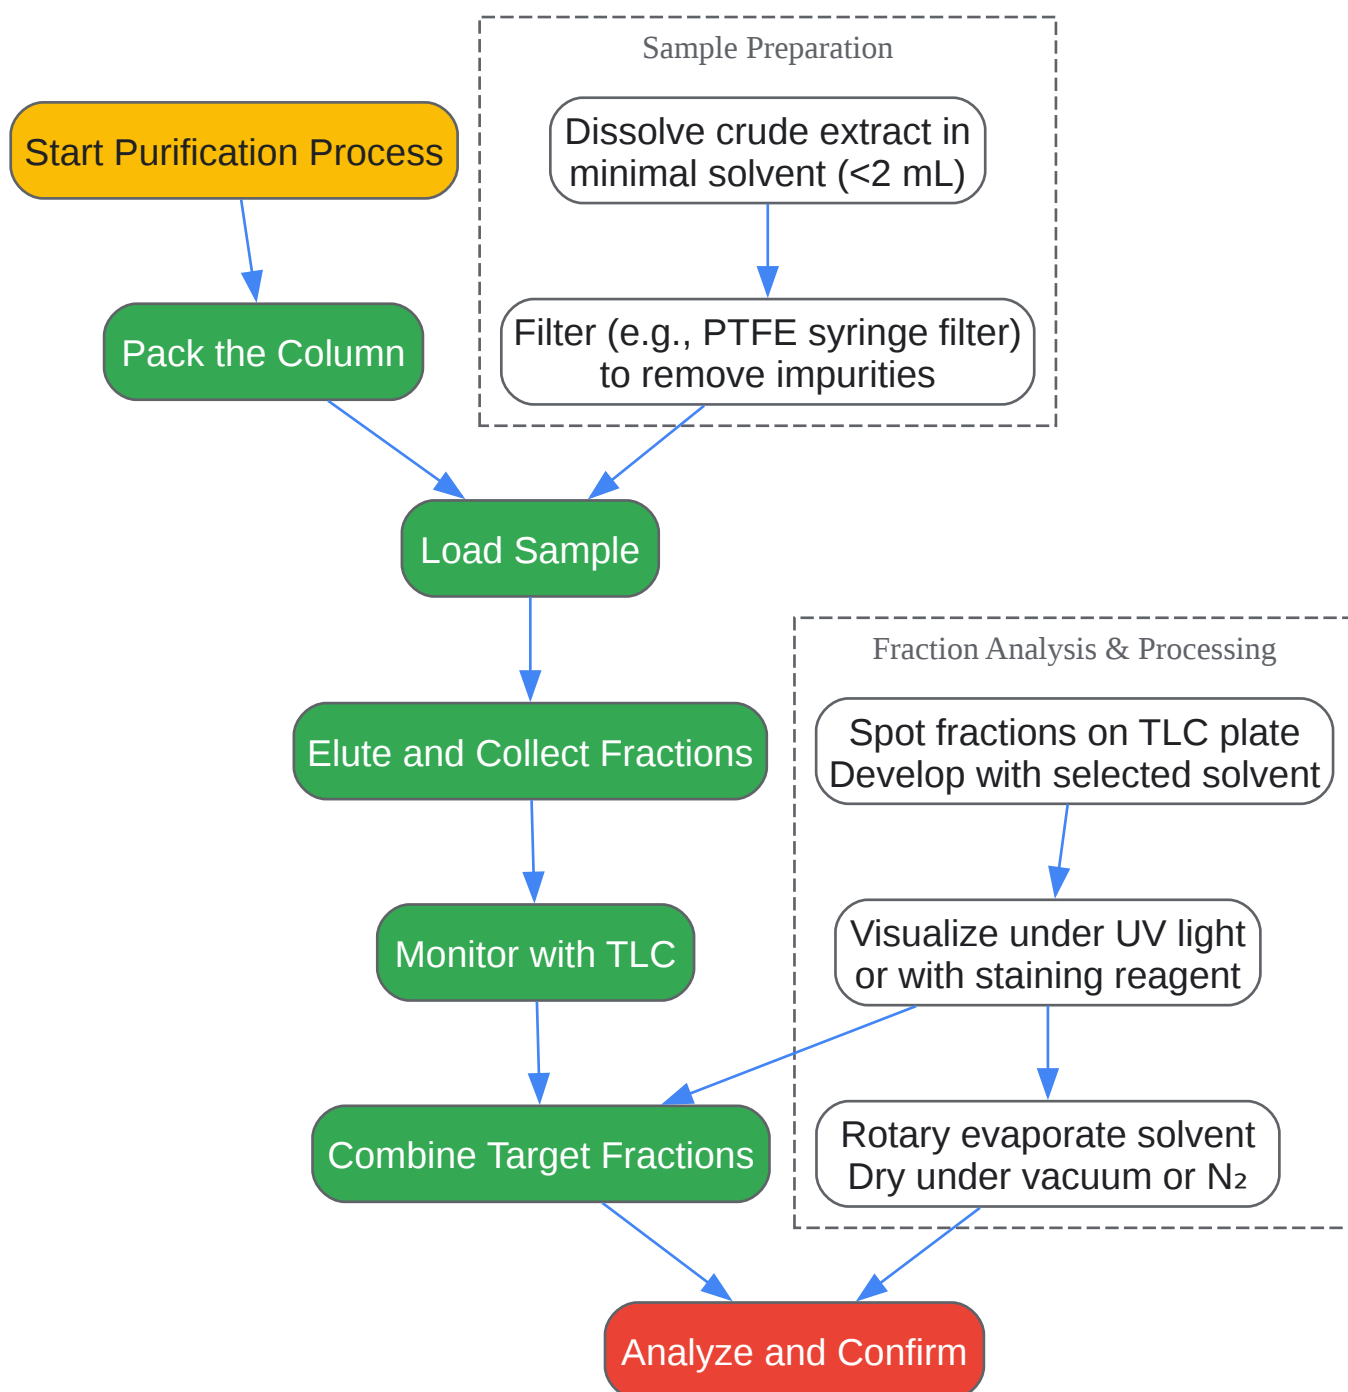 Sample Preparation
Start Purification Process
Dissolve crude extract in
minimal solvent (<2 mL)
Pack the Column
Filter (e.g., PTFE syringe filter)
to remove impurities
Load Sample
Fraction Analysis & Processing
Elute and Collect Fractions
Spot fractions on TLC plate
Develop with selected solvent
Monitor with TLC
Visualize under UV light
or with staining reagent
Combine Target Fractions
Rotary evaporate solvent
Dry under vacuum or N₂
Analyze and Confirm